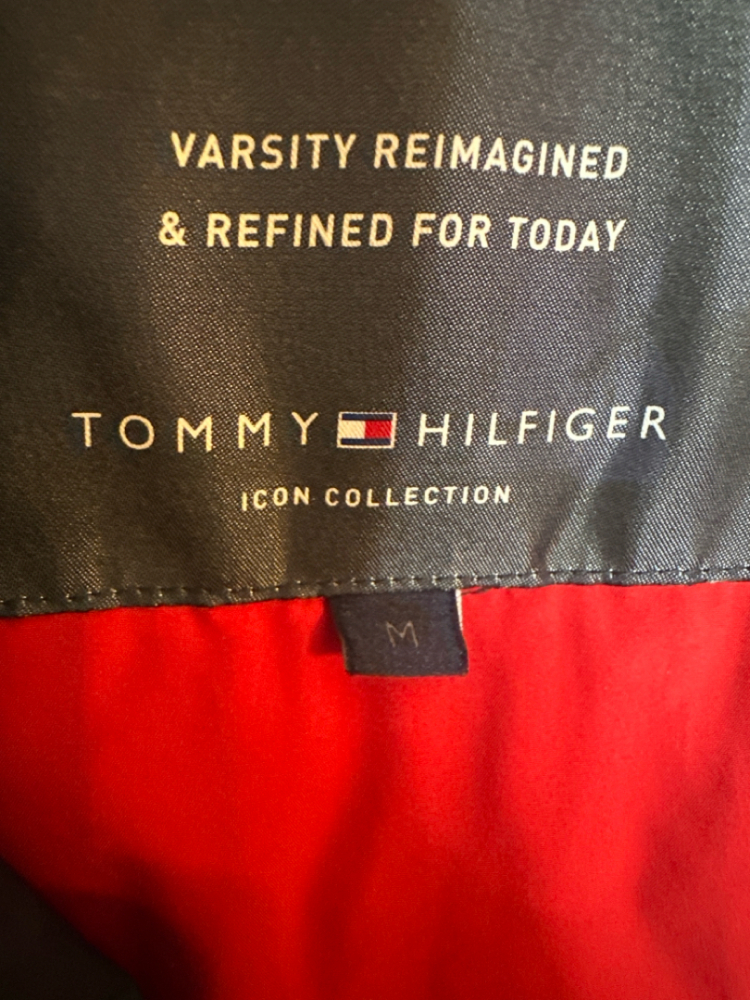 VARSITY REIMAGINED
& REFINED FOR TODAY
TOMMY HILFIGER
ICON COLLECTION
M